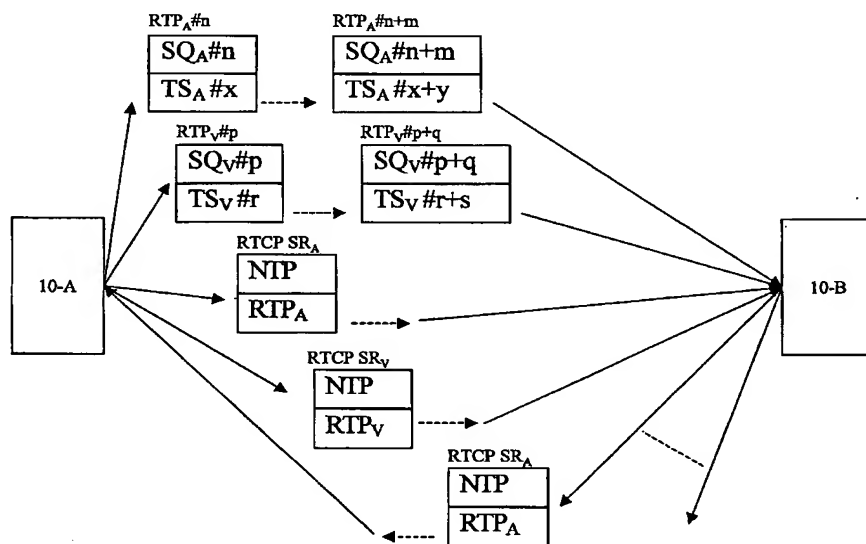 RTPA#n
SQA#n
TSA#x
RTPA#n+m
SQA#n+m
TSA#x+y
RTPV#p
SQV#p
TSV#r
RTPV#p+q
SQV#p+q
TSV#r+s
10-A
10-B
RTCP SRA
NTP
RTPA
RTCP SRV
NTP
RTPV
RTCP SRA
NTP
RTPA